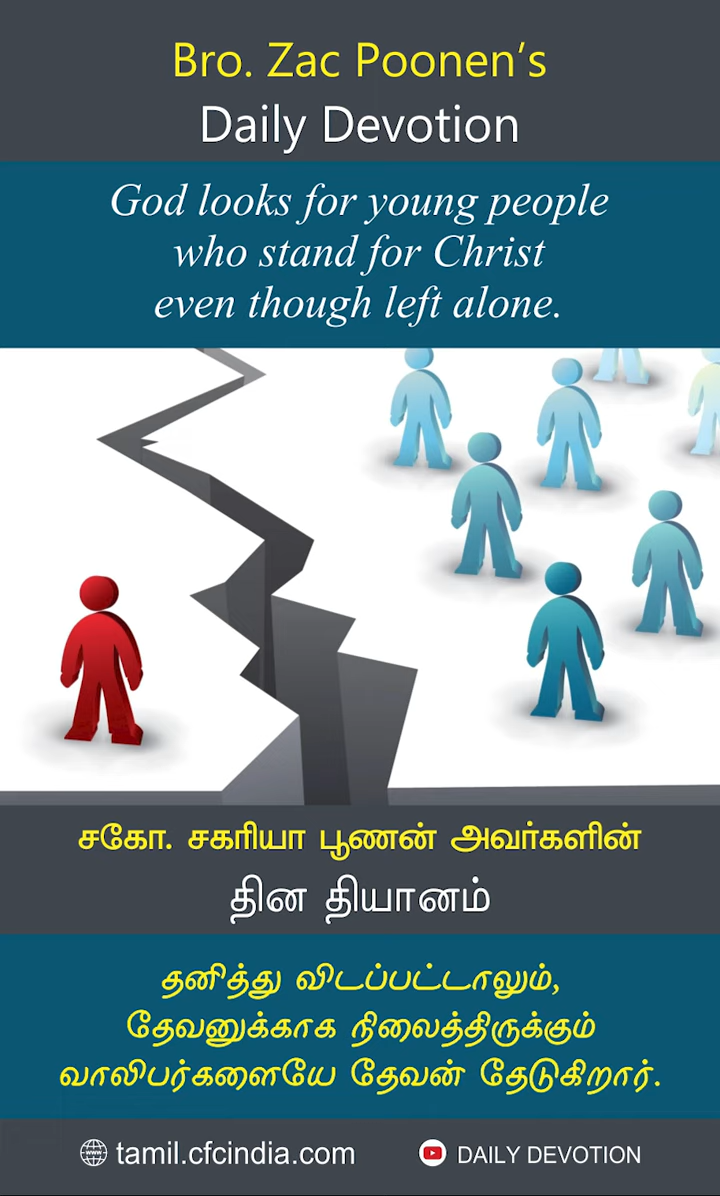 Bro. Zac Poonen's
Daily Devotion
God looks for young people
who stand for Christ
even though left alone.
சகோ. சகரியா பூணன் அவர்களின்
தின தியானம்
தனித்து விடப்பட்டாலும்,
தேவனுக்காக நிலைத்திருக்கும்
வாலிபர்களையே தேவன் தேடுகிறார்.
tamil.cfcindia.com DAILY DEVOTION